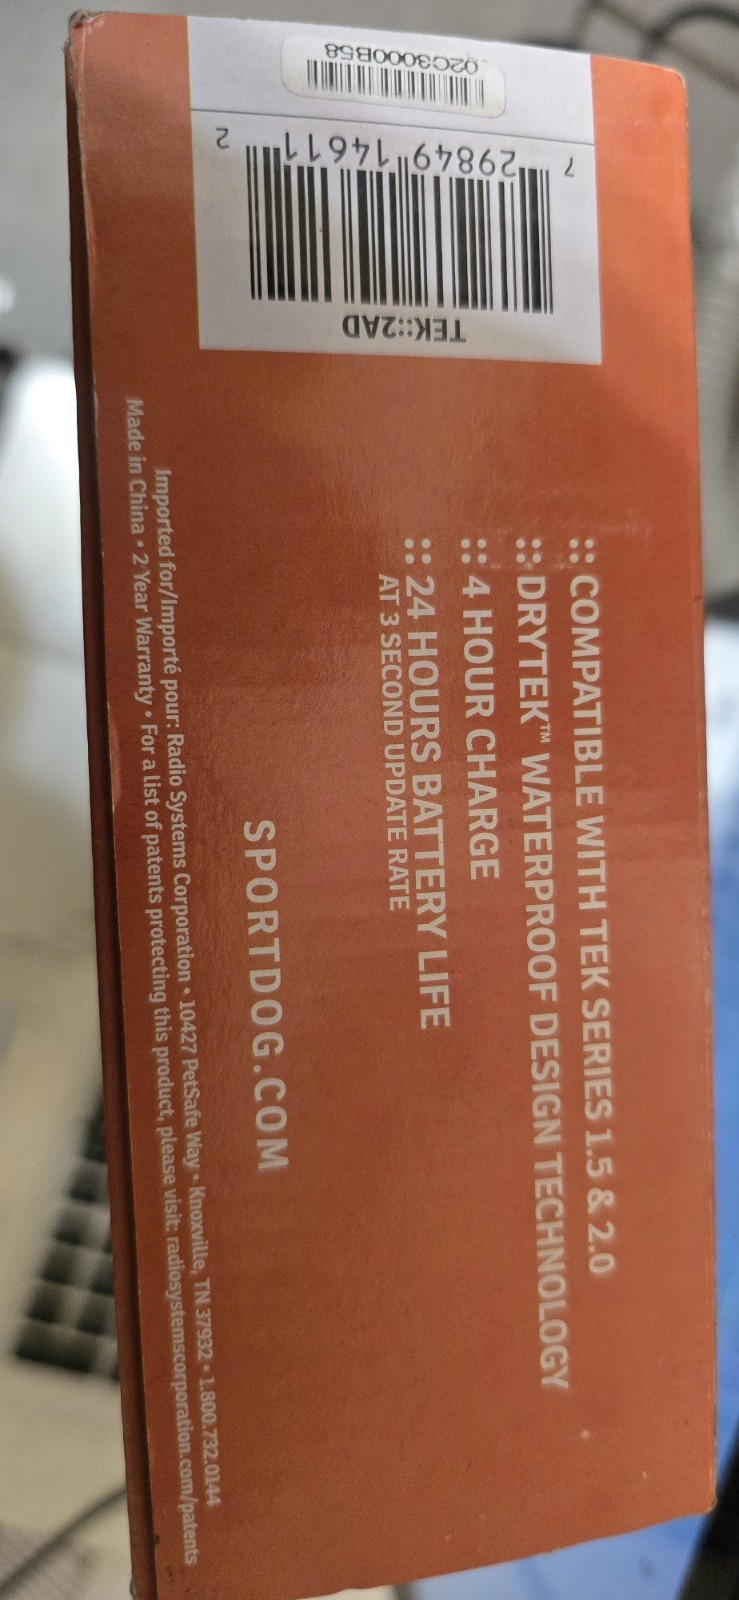 :: COMPATIBLE WITH TEK SERIES 1.5 & 2.0
:: DRYTEK™ WATERPROOF DESIGN TECHNOLOGY
:: 4 HOUR CHARGE
:: 24 HOURS BATTERY LIFE
AT 3 SECOND UPDATE RATE
SPORTDOG.COM
Imported for/Importé pour: Radio Systems Corporation • 10427 PetSafe Way • Knoxville, TN 37932 • 1.800.732.0144
Made in China • 2 Year Warranty • For a list of patents protecting this product, please visit: radiosystemscorporation.com/patents
TEK::2AD
7 29849 14611 2
02C3000B58